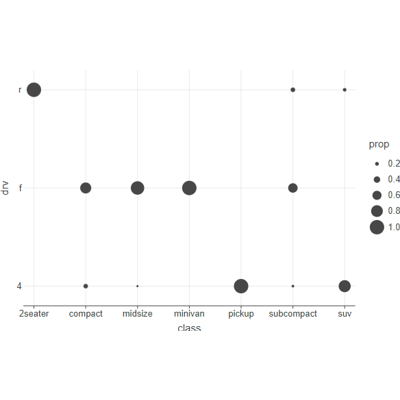 r
f
4
drv
2seater compact midsize minivan pickup subcompact suv
class
prop
0.2
0.4
0.6
0.8
1.0